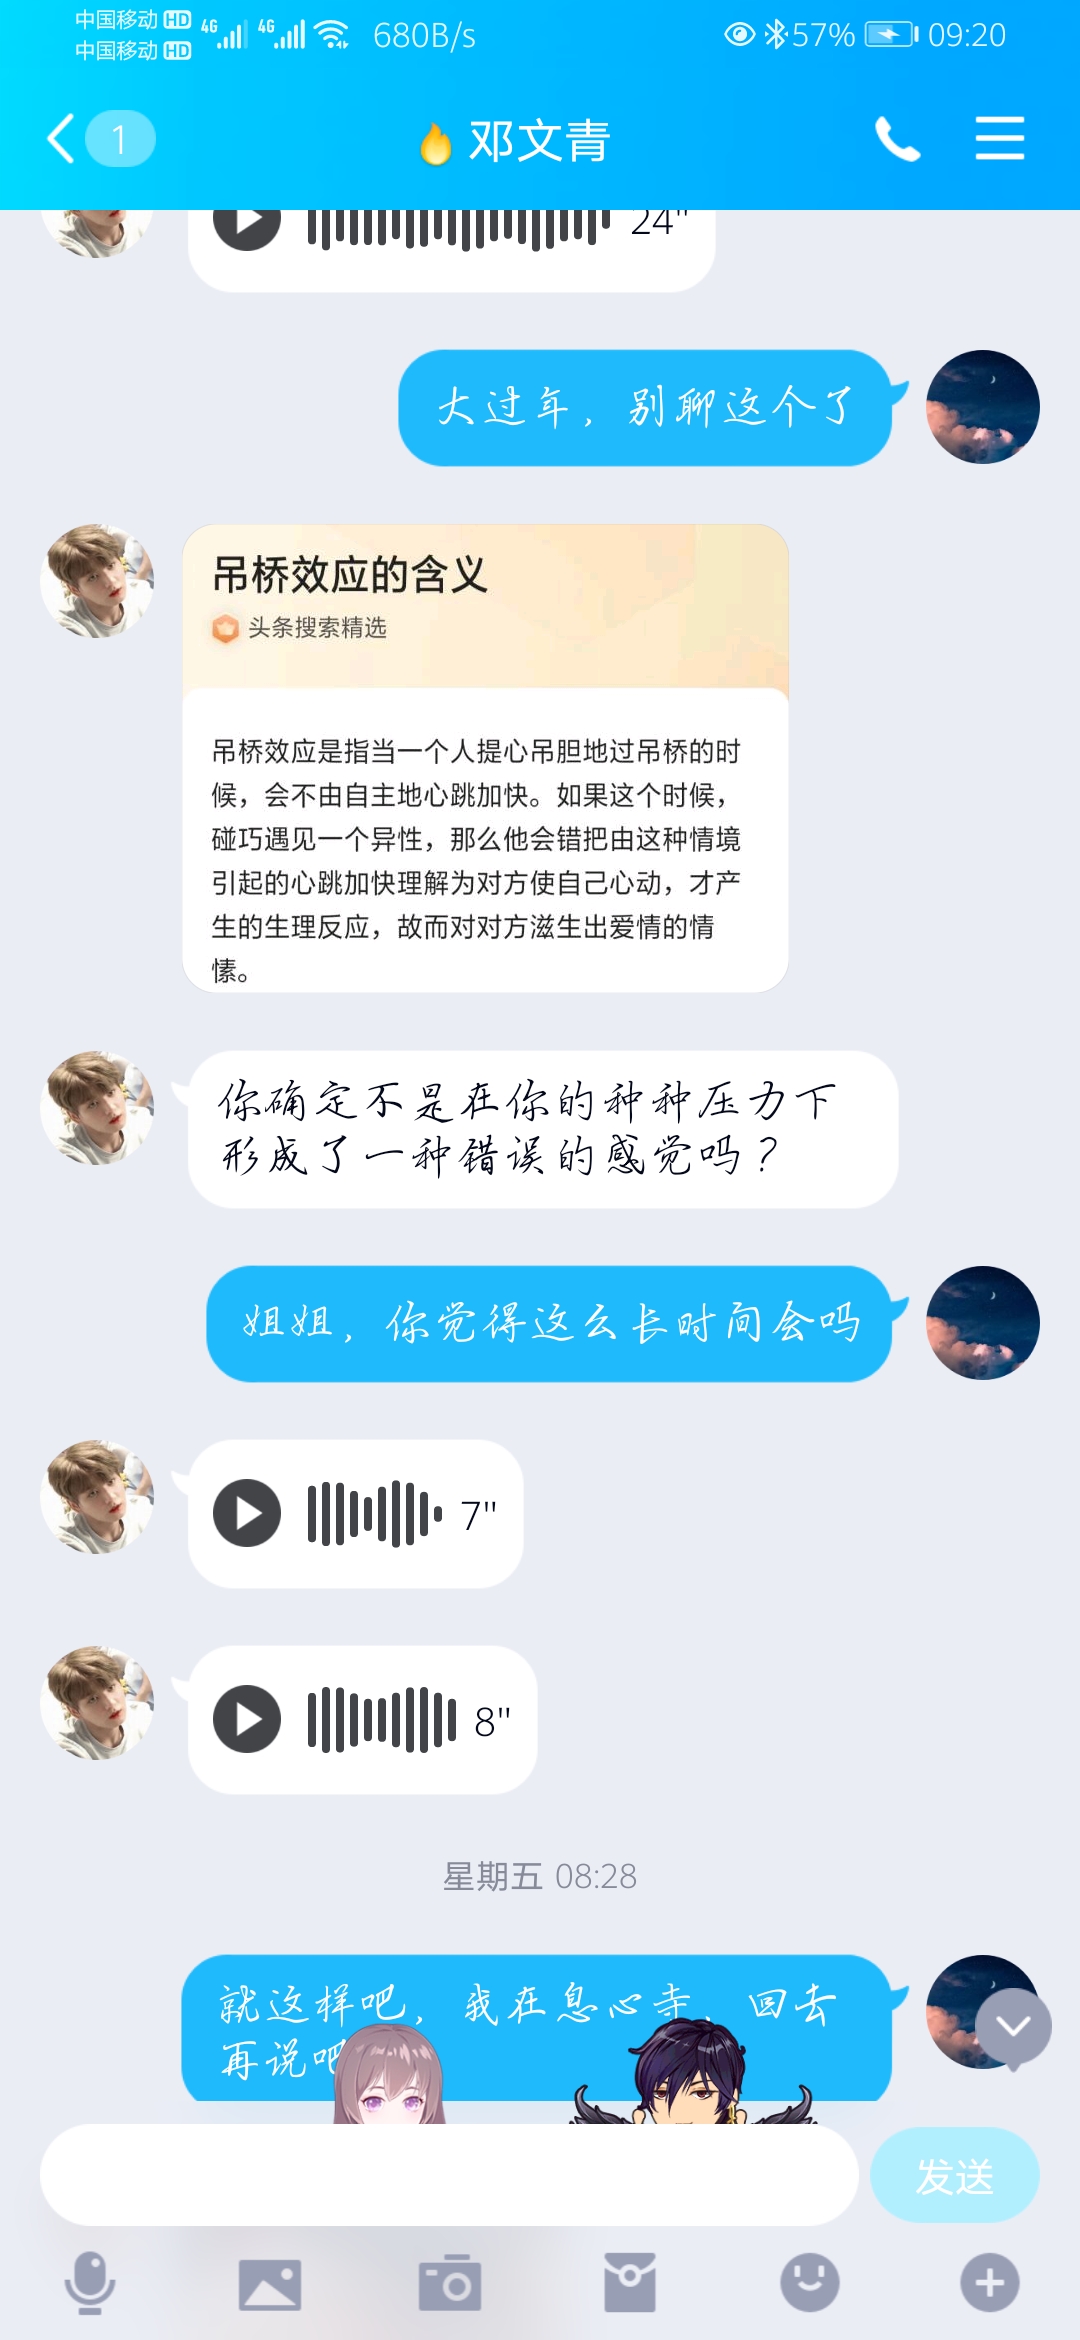 中国移动 HD 4G 4G 680B/s 57% 09:20
中国移动 HD
1 邓文青
24"
大过年，别聊这个了
吊桥效应的含义
头条搜索精选
吊桥效应是指当一个人提心吊胆地过吊桥的时
候，会不由自主地心跳加快。如果这个时候，
碰巧遇见一个异性，那么他会错把由这种情境
引起的心跳加快理解为对方使自己心动，才产
生的生理反应，故而对对方滋生出爱情的情
愫。
你确定不是在你的种种压力下
形成了一种错误的感觉吗？
姐姐，你觉得这么长时间会吗
7"
8"
星期五 08:28
就这样吧，我在息心寺，回去
再说吧
发送